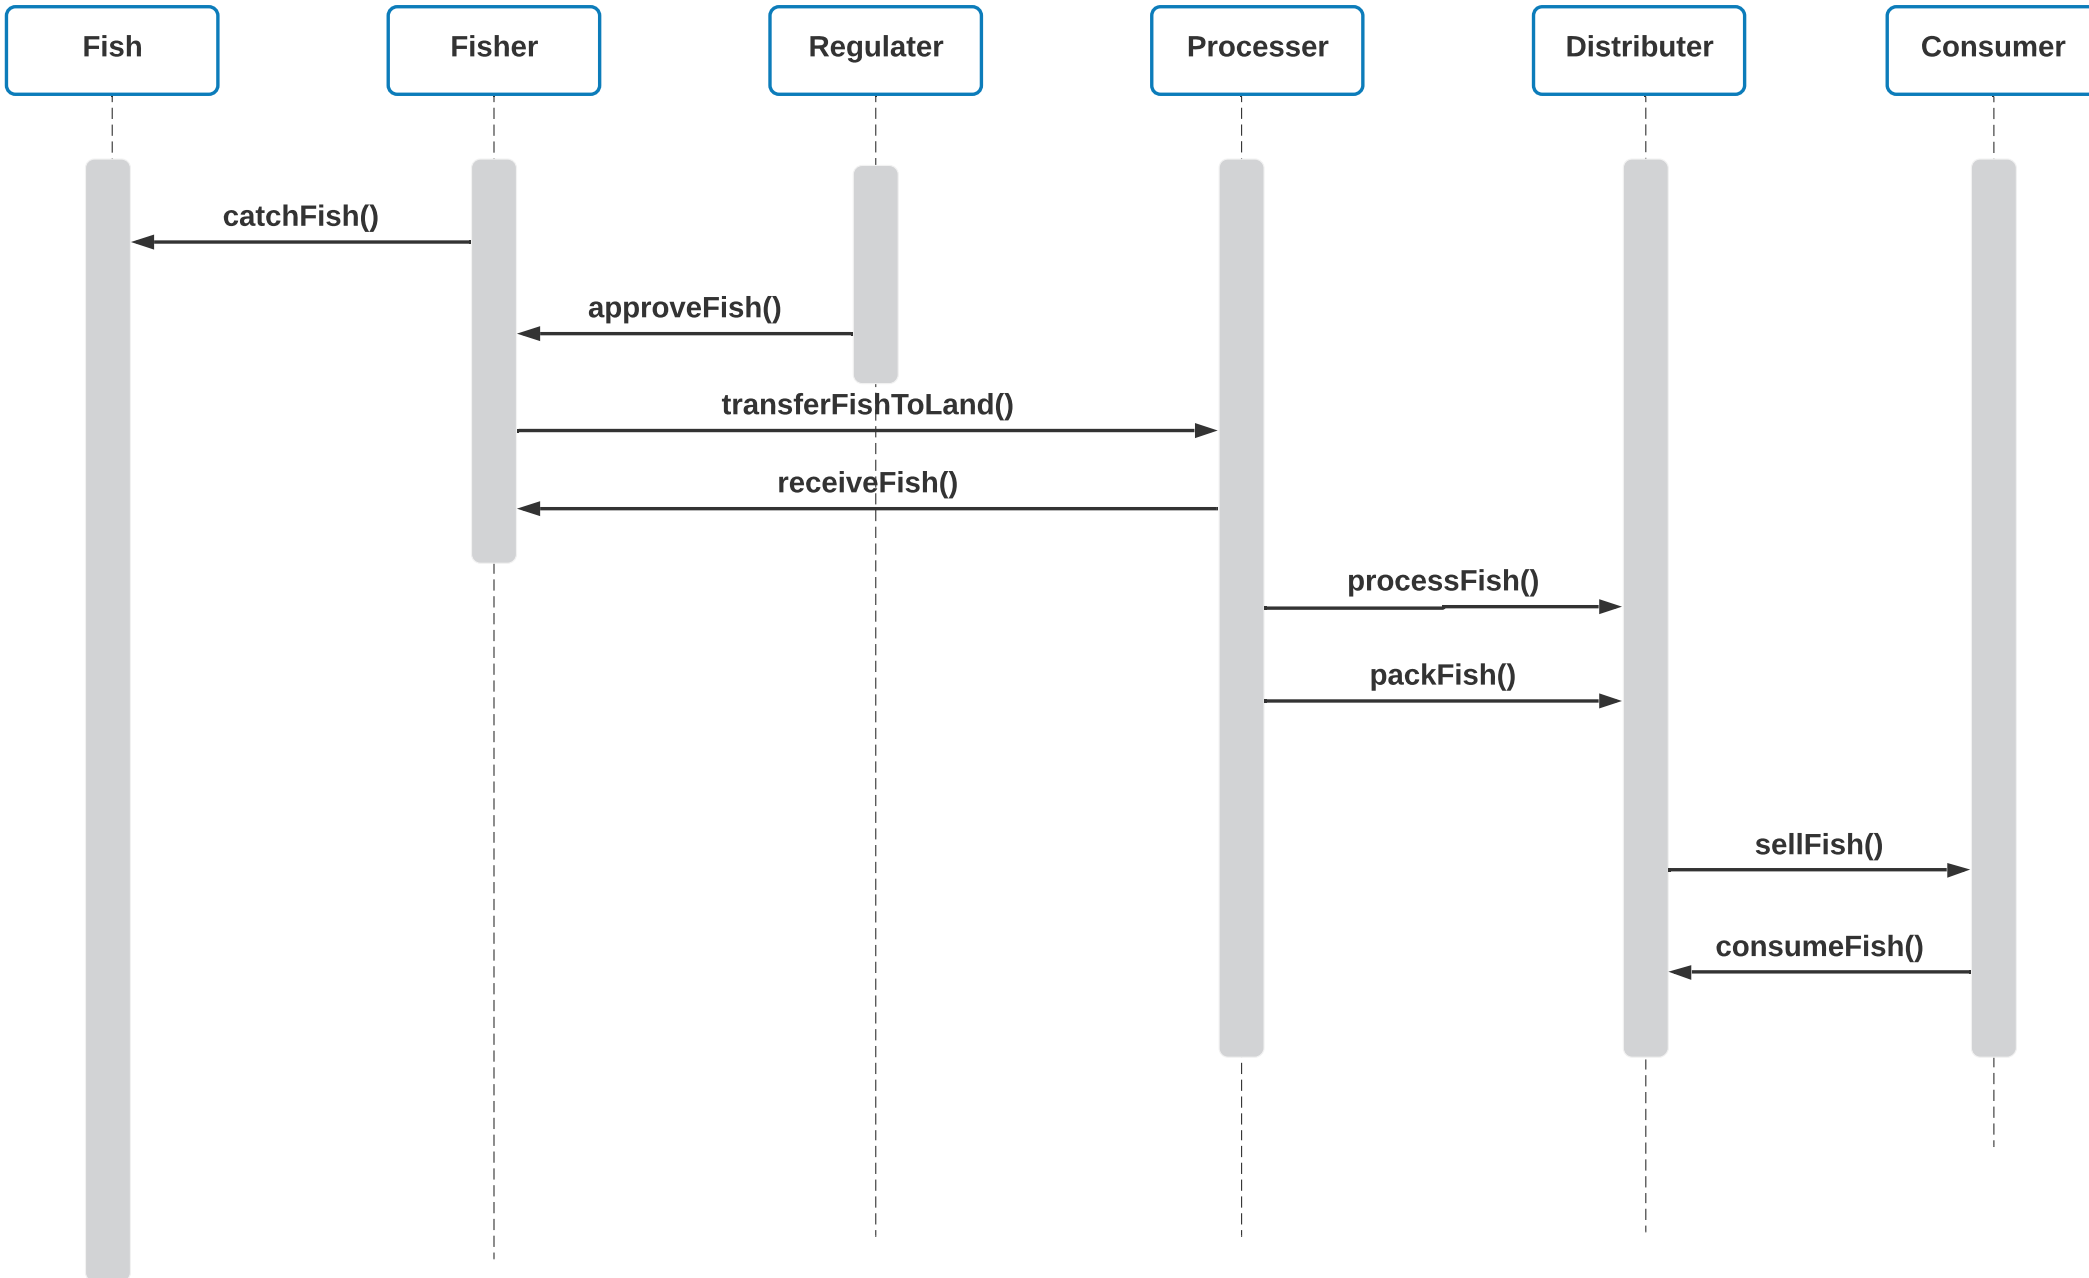 Fish
Fisher
Regulater
Processer
Distributer
Consumer
catchFish()
approveFish()
transferFishToLand()
receiveFish()
processFish()
packFish()
sellFish()
consumeFish()